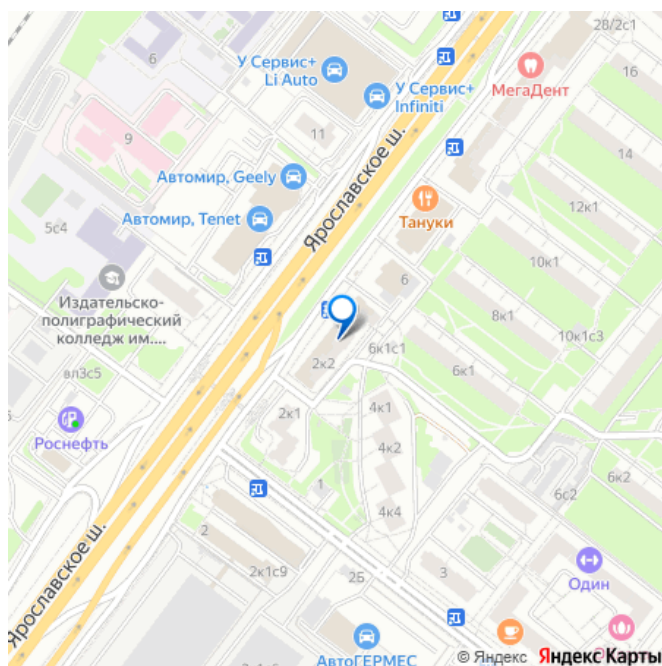 28/2с1
6
У Сервис+
Li Auto
У Сервис+
Infiniti
МегаДент
16
9
11
14
Автомир, Geely
Ярославское ш.
Автомир, Tenet
Тануки
12к1
5с4
10к1
Издательско-
полиграфический
колледж им....
6
8к1
10к1с3
вл3с5
2к2
6к1с1
6к1
Роснефть
2к1
4к1
4к2
6к2
1
6с2
4к4
2
Ярославское ш.
2к1с9
2Б
3
Один
АвтоГЕРМЕС
© Яндекс Яндекс Карты